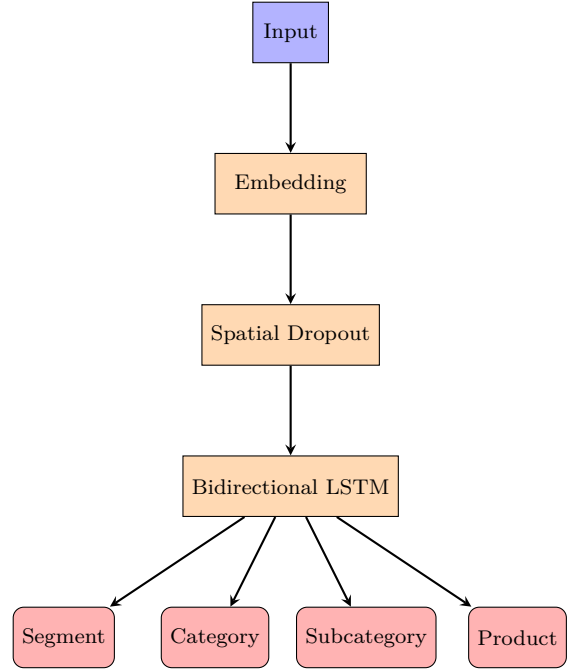 Input
Embedding
Spatial Dropout
Bidirectional LSTM
Segment
Category
Subcategory
Product